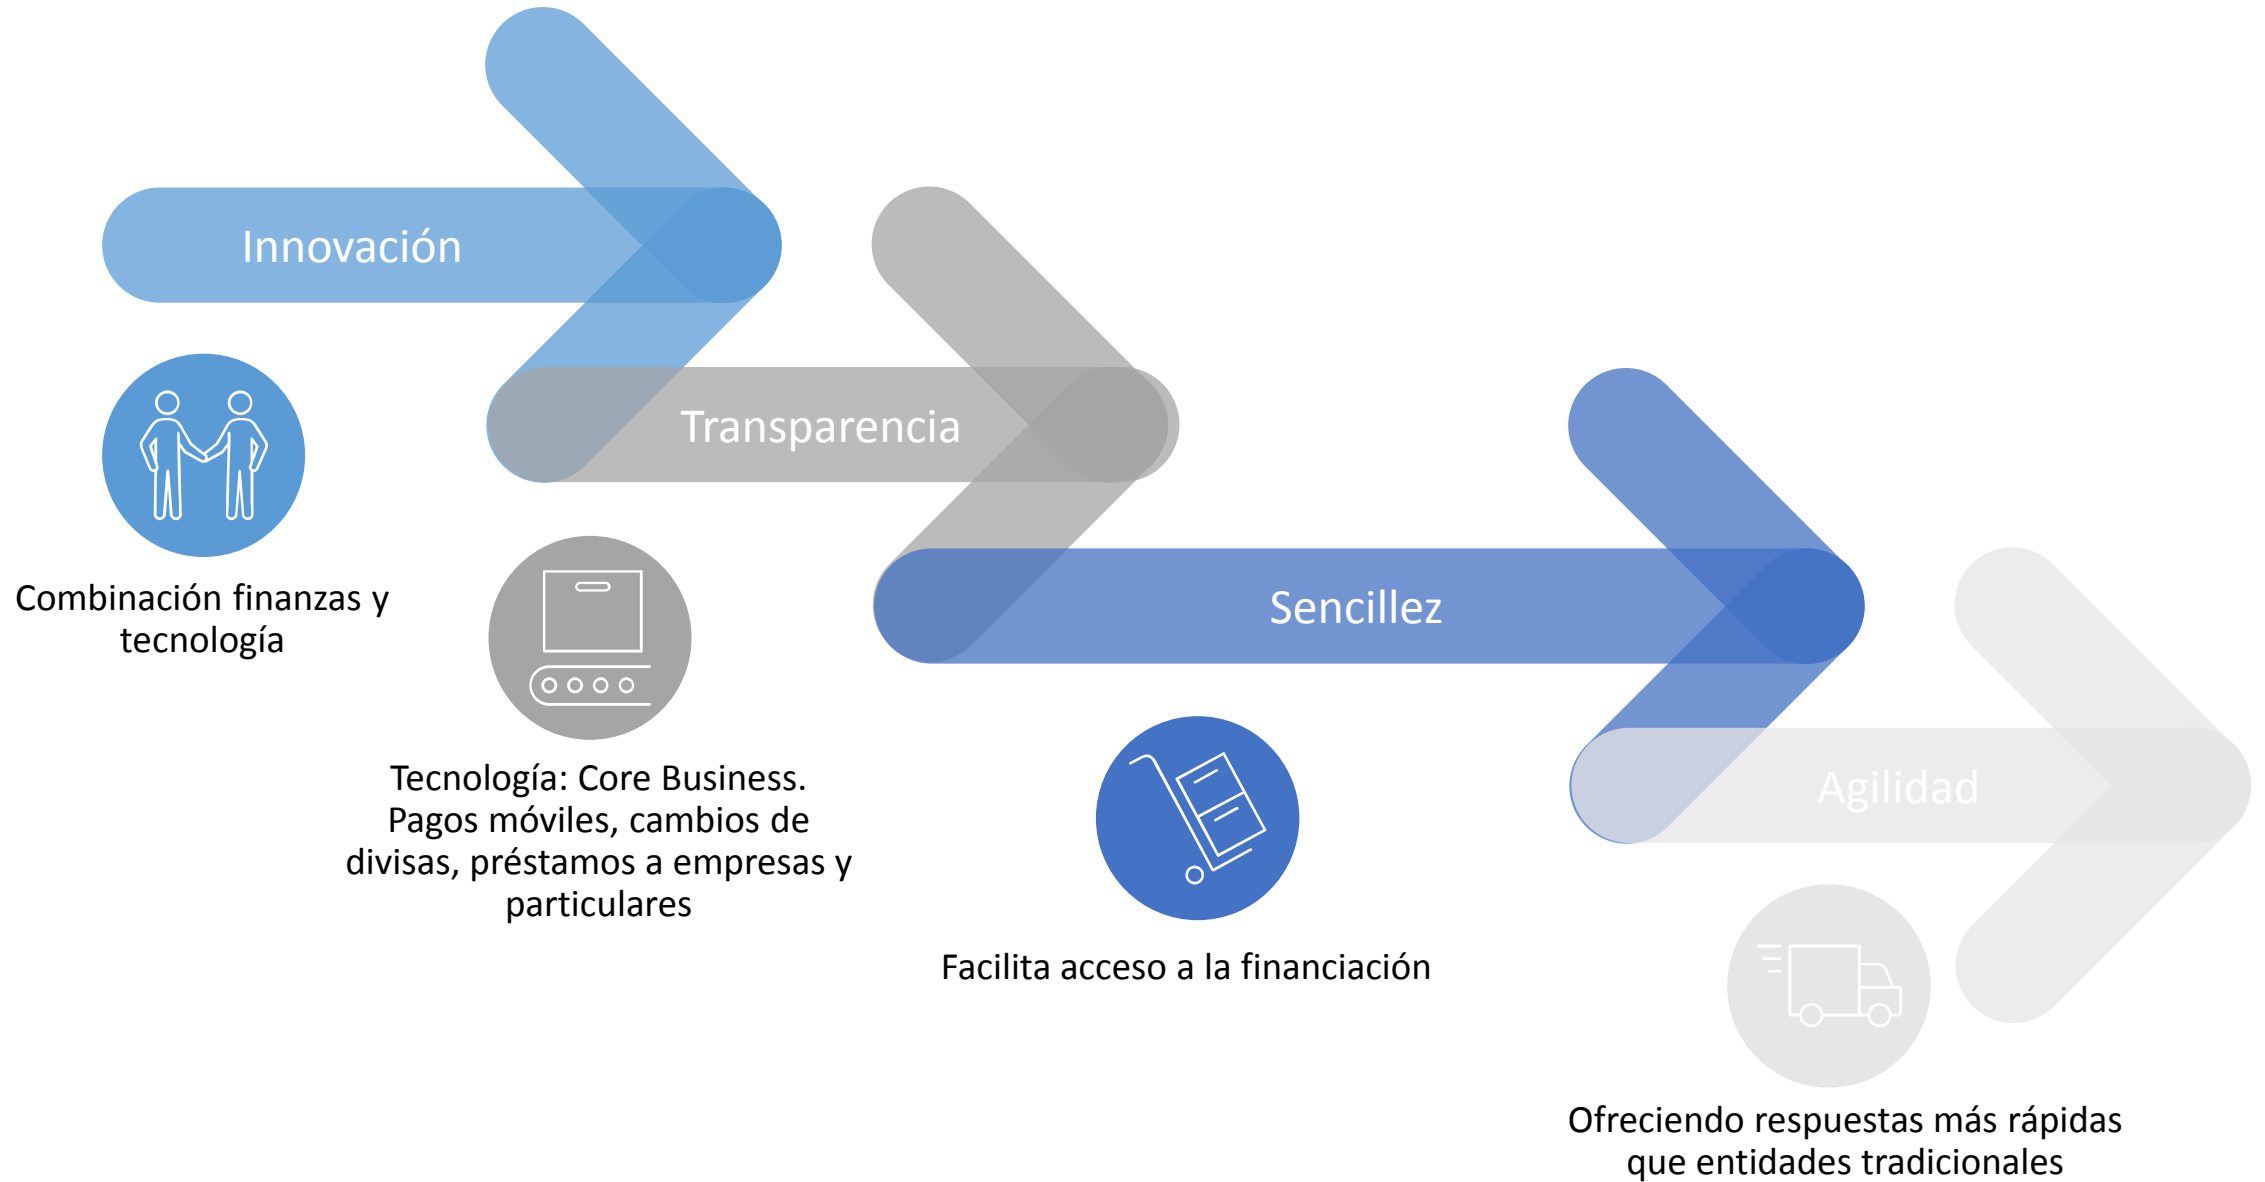 Innovación
Combinación finanzas y
tecnología
Transparencia
Tecnología: Core Business.
Pagos móviles, cambios de
divisas, préstamos a empresas y
particulares
Sencillez
Facilita acceso a la financiación
Agilidad
Ofreciendo respuestas más rápidas
que entidades tradicionales